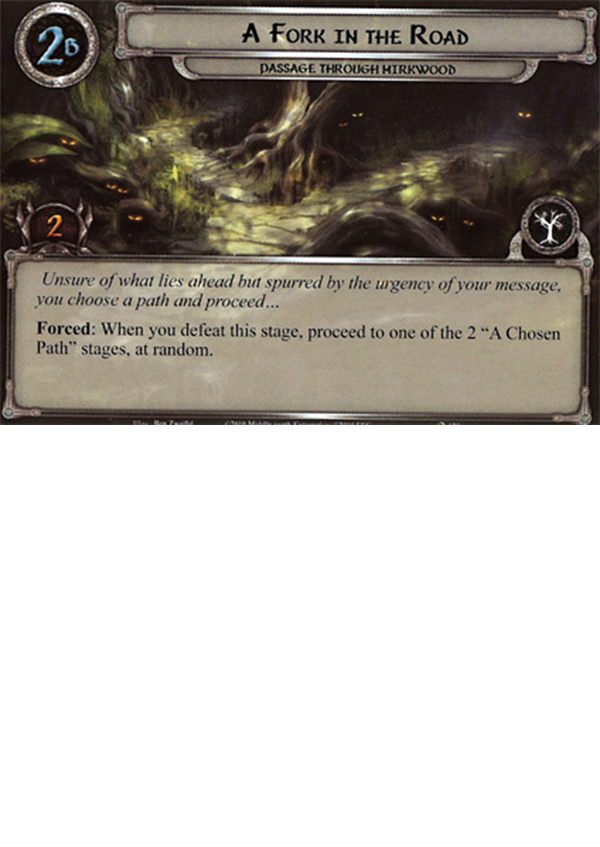 2B
A Fork in the Road
Passage Through Mirkwood
2
Unsure of what lies ahead but spurred by the urgency of your message,
you choose a path and proceed...
Forced: When you defeat this stage, proceed to one of the 2 “A Chosen
Path” stages, at random.